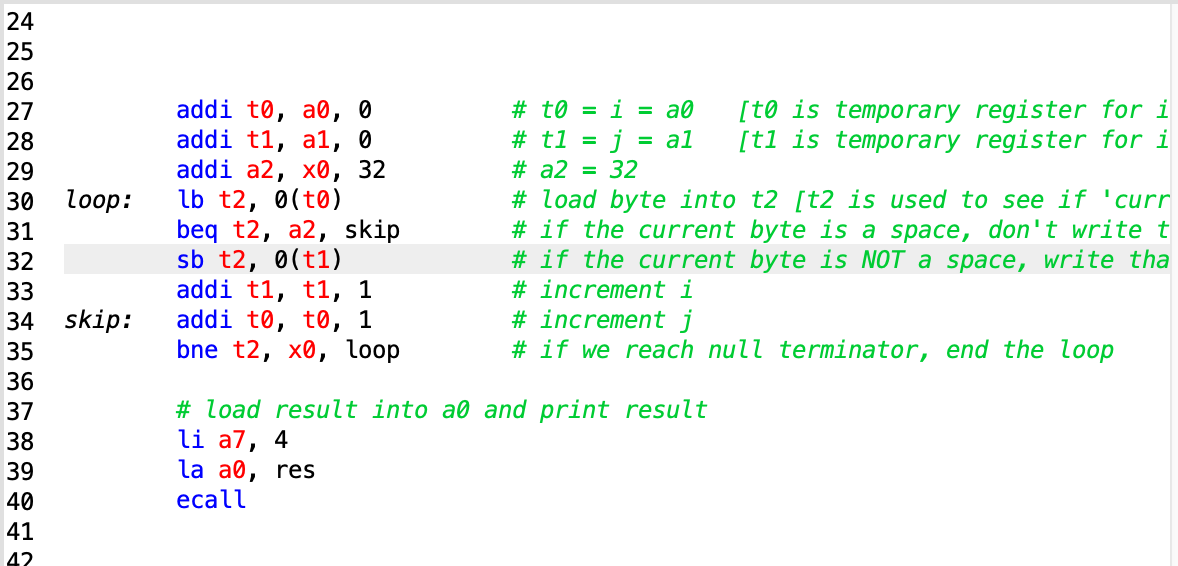 24
25
26
27 addi t0, a0, 0 # t0 = i = a0 [t0 is temporary register for i
28 addi t1, a1, 0 # t1 = j = a1 [t1 is temporary register for i
29 addi a2, x0, 32 # a2 = 32
30 loop: lb t2, 0(t0) # load byte into t2 [t2 is used to see if 'curr
31 beq t2, a2, skip # if the current byte is a space, don't write t
32 sb t2, 0(t1) # if the current byte is NOT a space, write tha
33 addi t1, t1, 1 # increment i
34 skip: addi t0, t0, 1 # increment j
35 bne t2, x0, loop # if we reach null terminator, end the loop
36
37 # load result into a0 and print result
38 li a7, 4
39 la a0, res
40 ecall
41
42